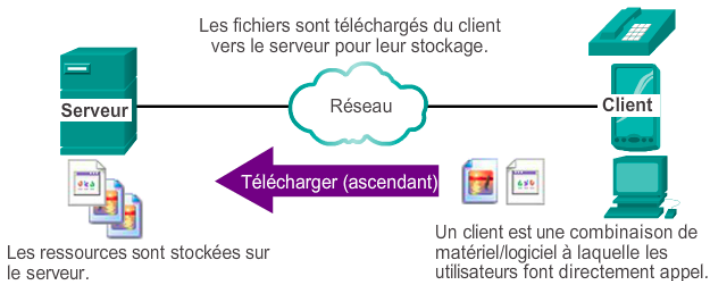 Les fichiers sont téléchargés du client
vers le serveur pour leur stockage.
Serveur
Réseau
Client
Télécharger (ascendant)
Les ressources sont stockées sur
le serveur.
Un client est une combinaison de
matériel/logiciel à laquelle les
utilisateurs font directement appel.